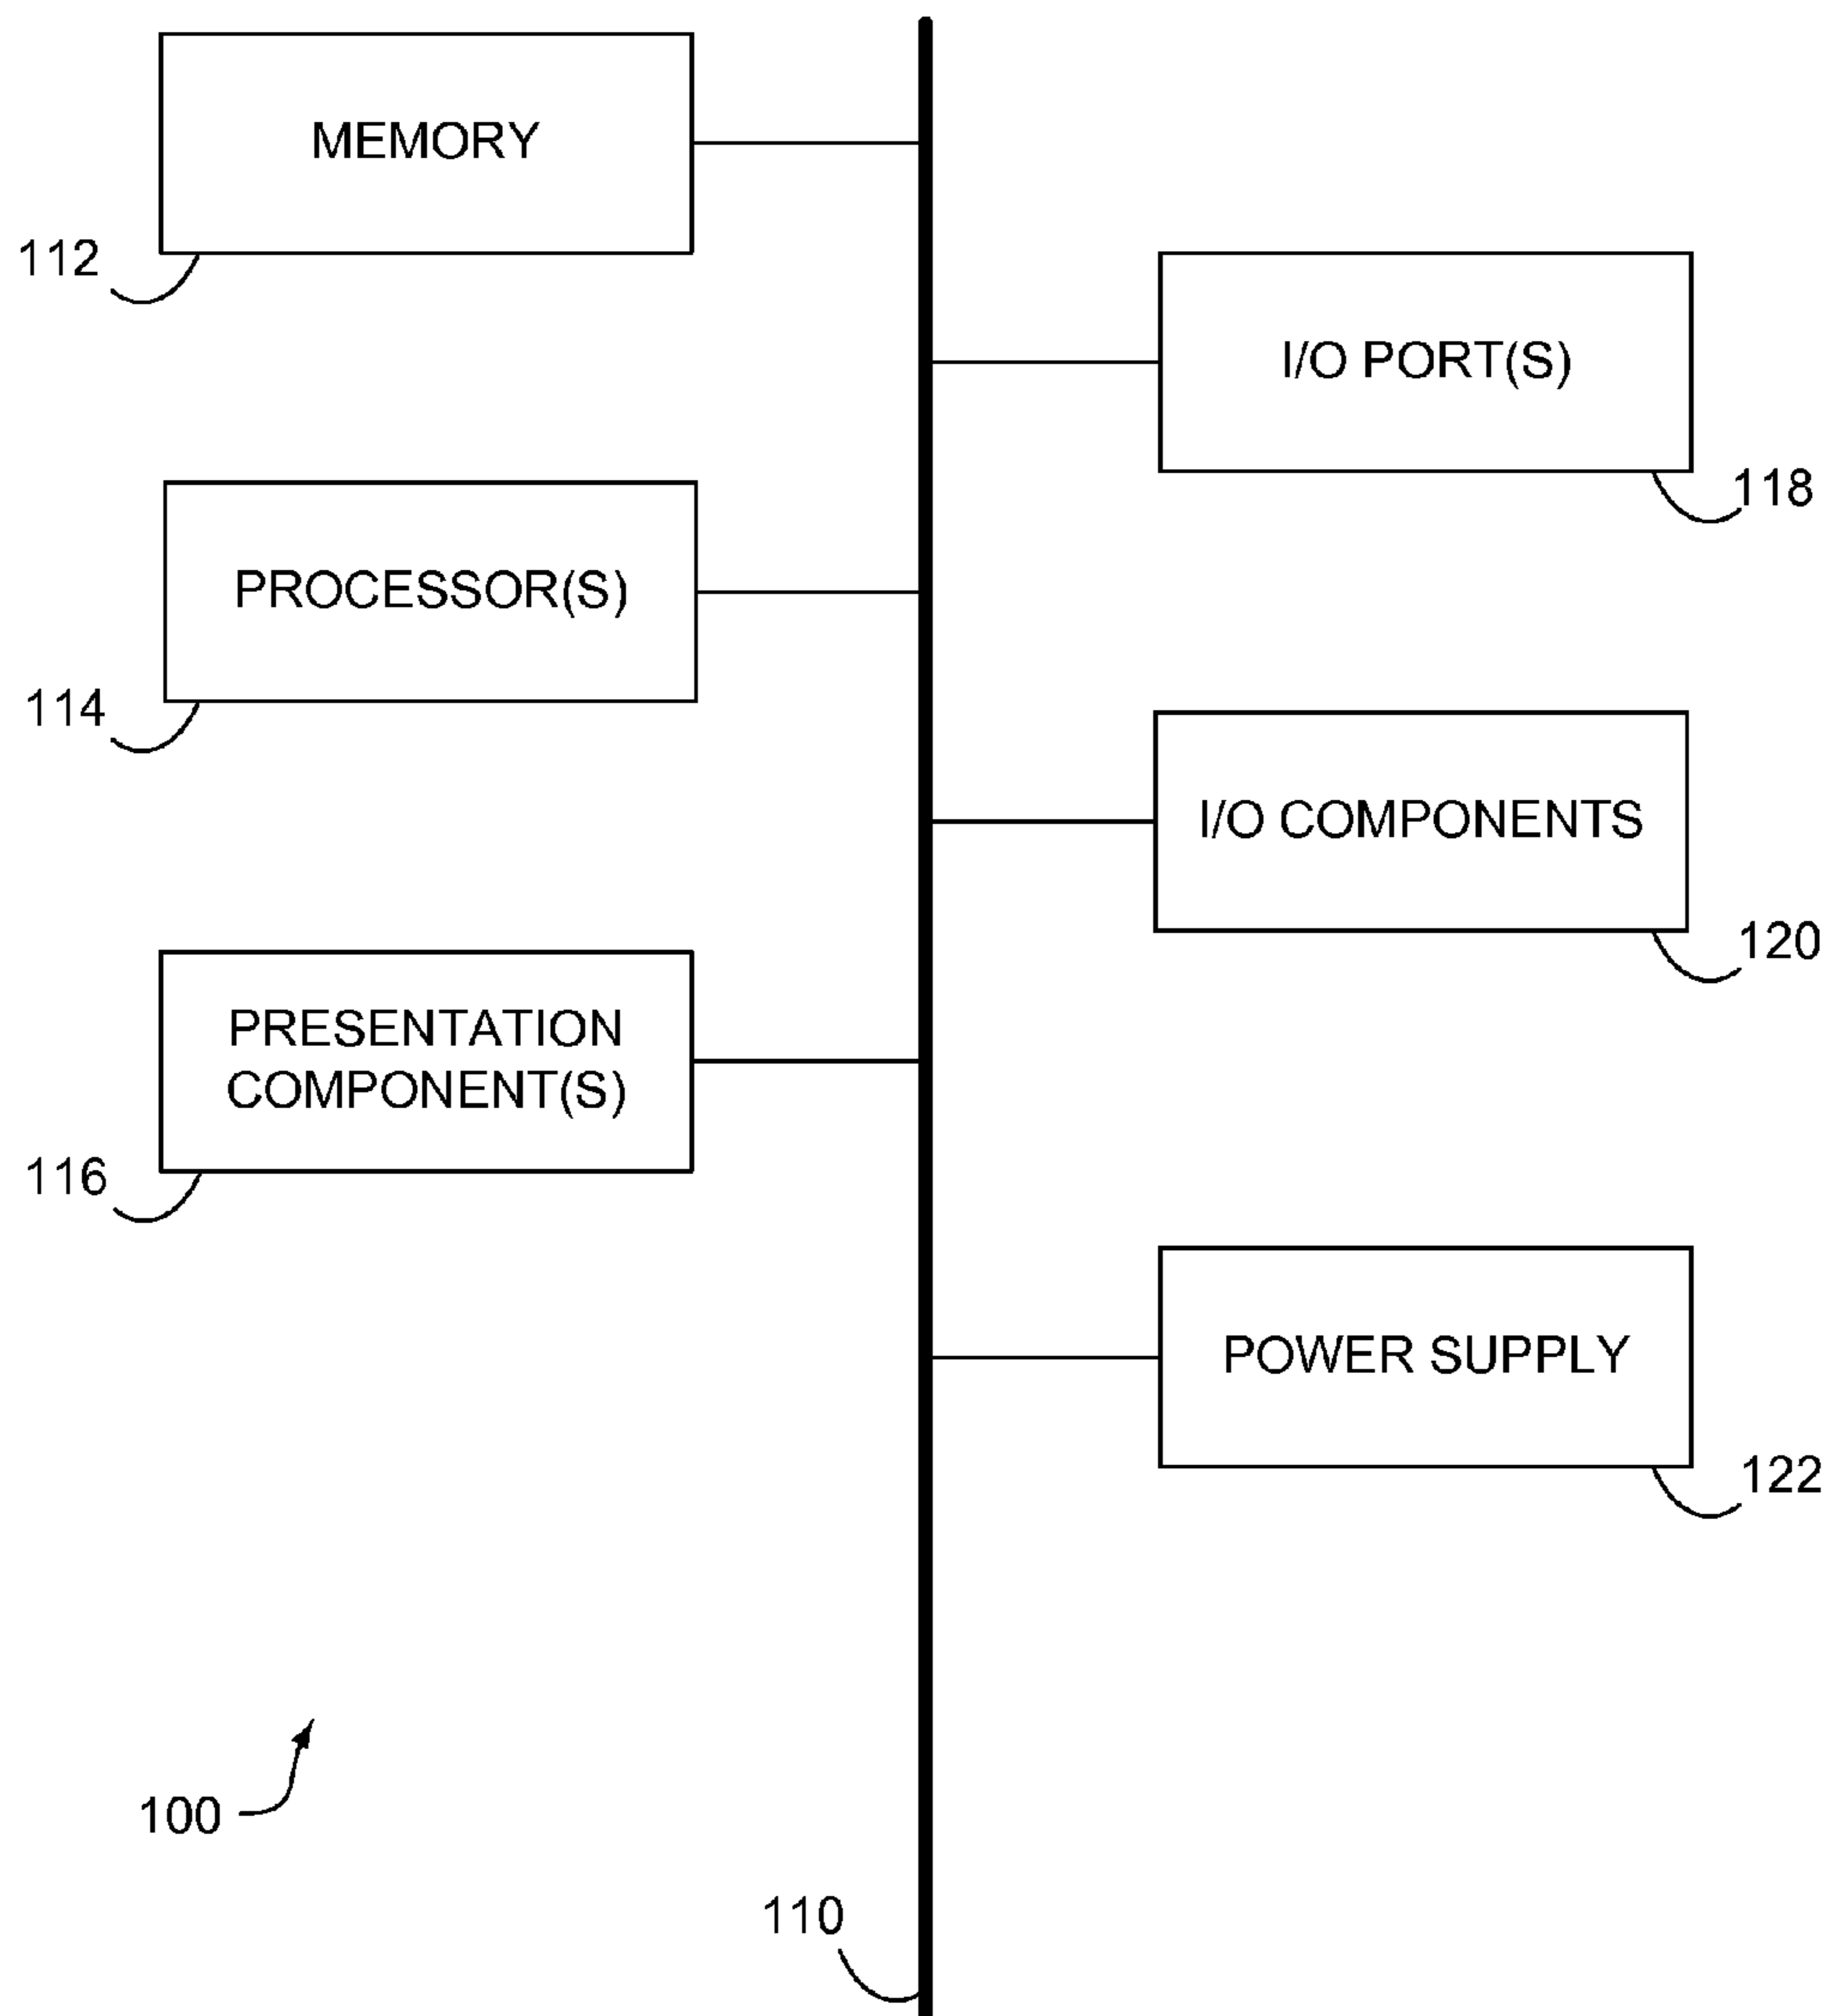 MEMORY
112
I/O PORT(S)
118
PROCESSOR(S)
114
I/O COMPONENTS
120
PRESENTATION
COMPONENT(S)
116
POWER SUPPLY
122
100
110